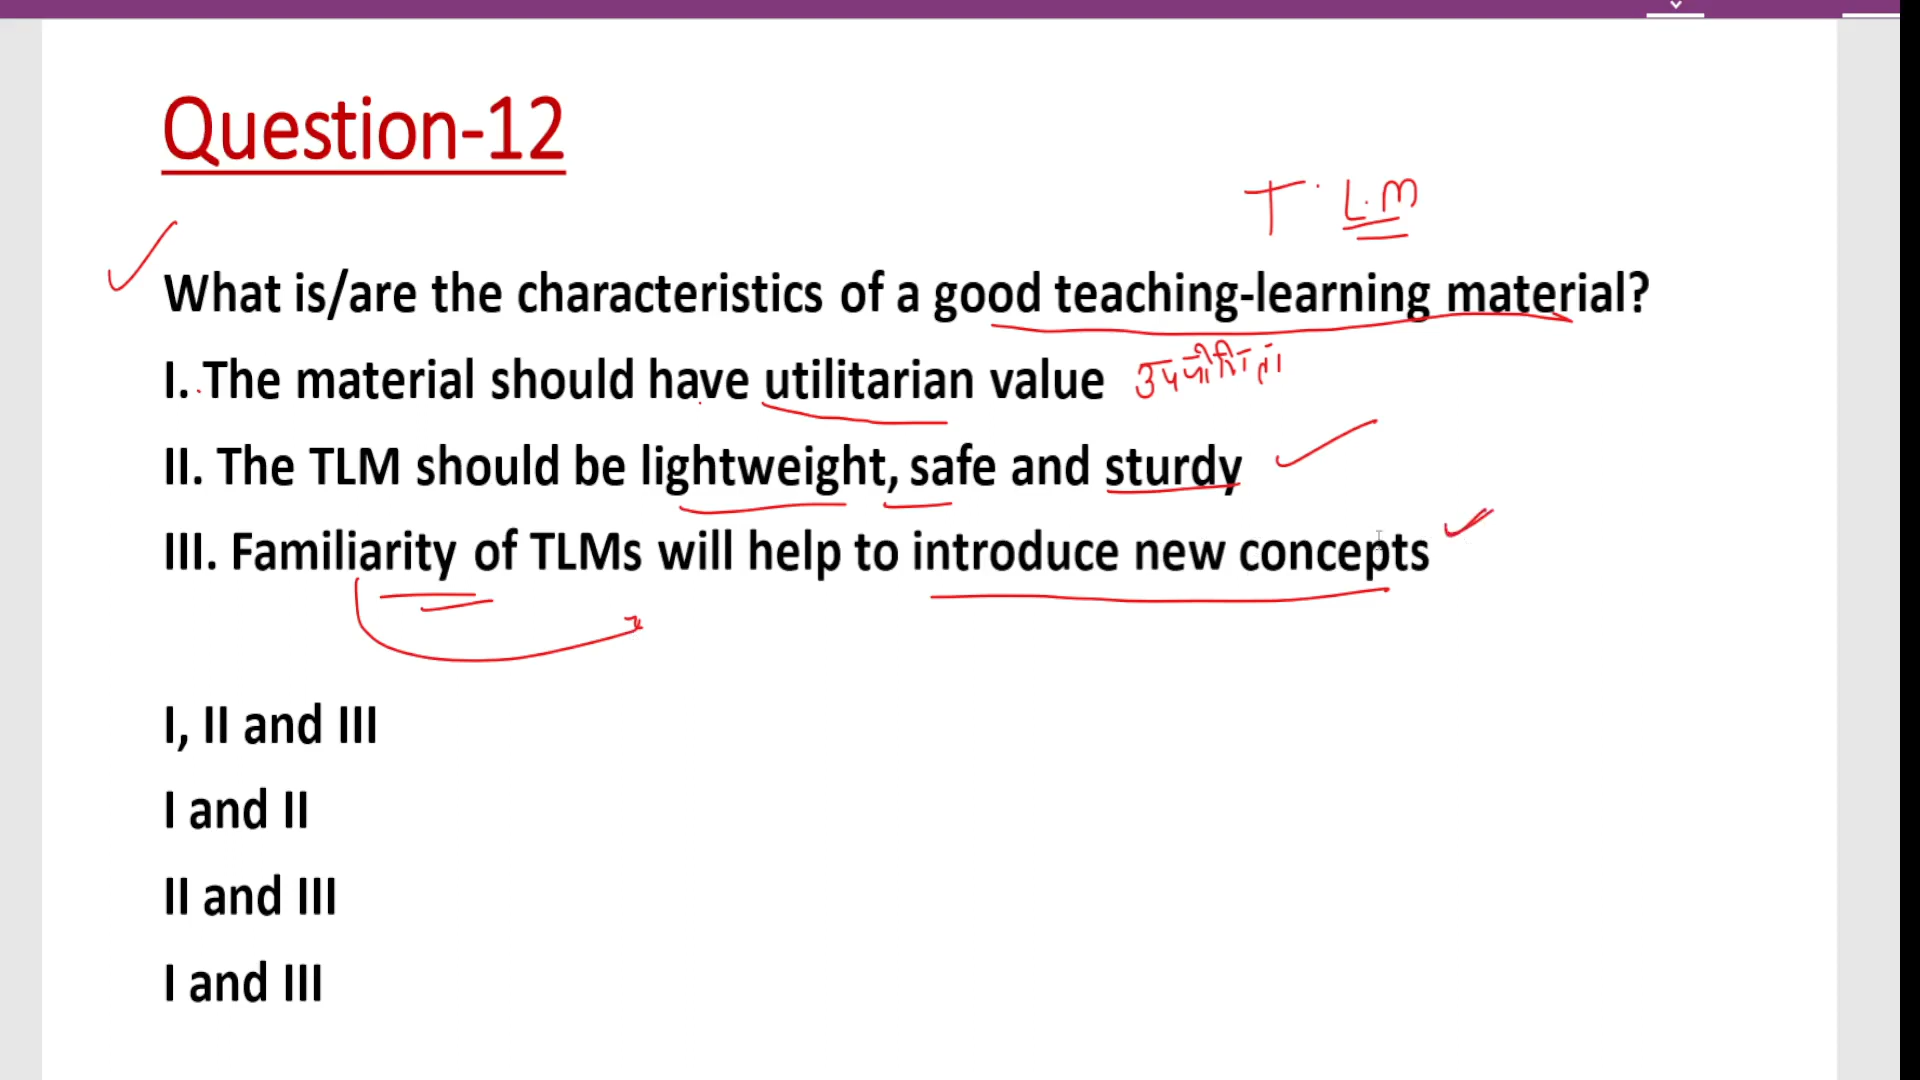 Question-12
T.L.M
What is/are the characteristics of a good teaching-learning material?
I. The material should have utilitarian value उपयोगिता
II. The TLM should be lightweight, safe and sturdy
III. Familiarity of TLMs will help to introduce new concepts
I, II and III
I and II
II and III
I and III